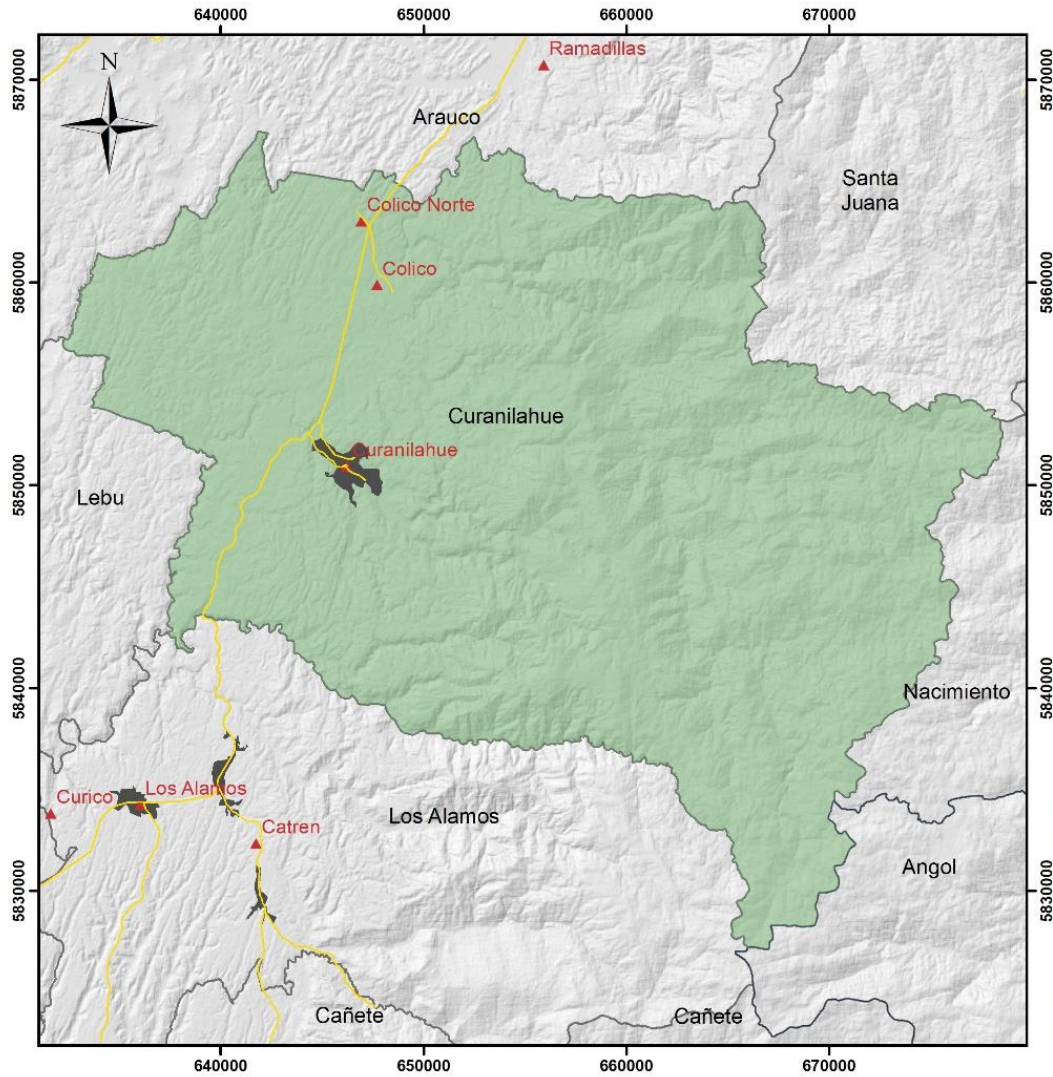 640000
650000
660000
670000
5870000
5870000
N
Ramadillas
Arauco
Santa
Juana
Colico Norte
Colico
5860000
5860000
Curanilahue
Curanilahue
Lebu
5850000
5850000
5840000
5840000
Nacimiento
Curico
Los Alamos
Los Alamos
Catren
Angol
5830000
5830000
Cañete
Cañete
640000
650000
660000
670000